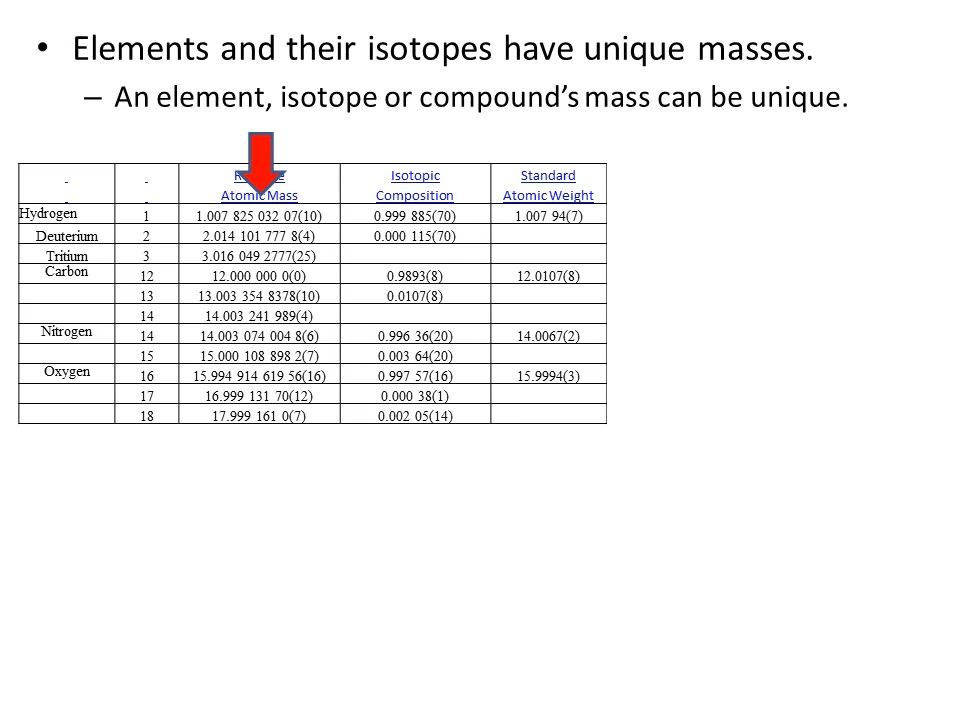 • Elements and their isotopes have unique masses.
– An element, isotope or compound's mass can be unique.
Isotopic Standard
Atomic Mass Composition Atomic Weight
Hydrogen 1 1.007 825 032 07(10) 0.999 885(70) 1.007 94(7)
Deuterium 2 2.014 101 777 8(4) 0.000 115(70)
Tritium 3 3.016 049 2777(25)
Carbon 12 12.000 000 0(0) 0.9893(8) 12.0107(8)
13 13.003 354 8378(10) 0.0107(8)
14 14.003 241 989(4)
Nitrogen 14 14.003 074 004 8(6) 0.996 36(20) 14.0067(2)
15 15.000 108 898 2(7) 0.003 64(20)
Oxygen 16 15.994 914 619 56(16) 0.997 57(16) 15.9994(3)
17 16.999 131 70(12) 0.000 38(1)
18 17.999 161 0(7) 0.002 05(14)